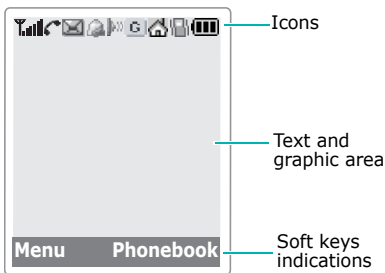 G
Icons
Text and
graphic area
Menu Phonebook
Soft keys
indications